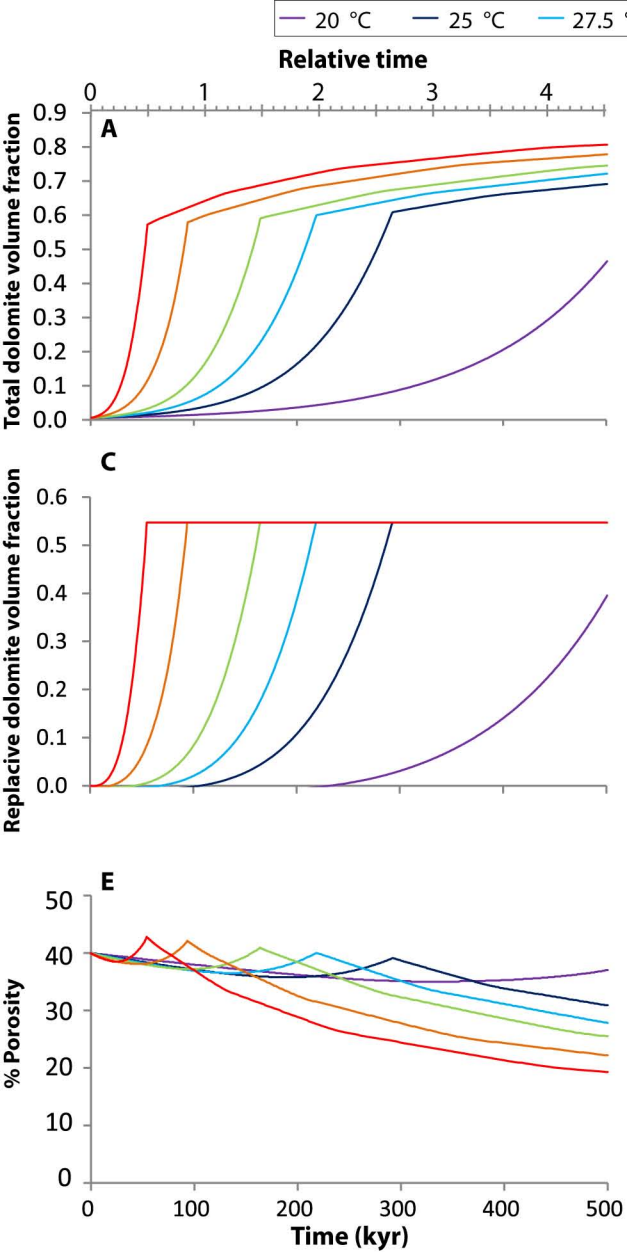 20 °C 25 °C 27.5 °
Relative time
0 1 2 3 4
A
Total dolomite volume fraction
0.9
0.8
0.7
0.6
0.5
0.4
0.3
0.2
0.1
0.0
C
Replacive dolomite volume fraction
0.6
0.5
0.4
0.3
0.2
0.1
0.0
E
% Porosity
50
40
30
20
10
0
0 100 200 300 400 500
Time (kyr)